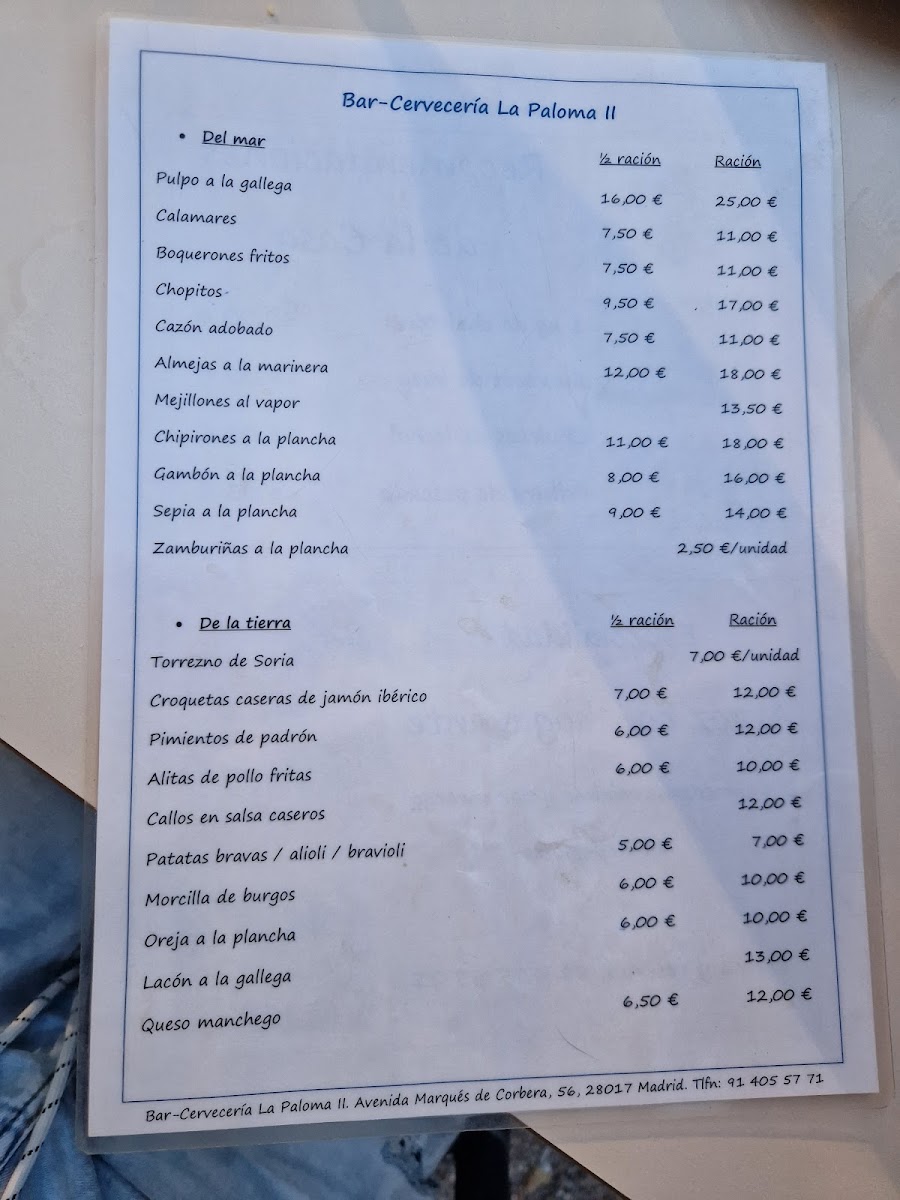 Bar-Cervecería La Paloma II
• Del mar ½ ración Ración
Pulpo a la gallega 16,00 € 25,00 €
Calamares 7,50 € 11,00 €
Boquerones fritos 7,50 € 11,00 €
Chopitos 9,50 € 17,00 €
Cazón adobado 7,50 € 11,00 €
Almejas a la marinera 12,00 € 18,00 €
Mejillones al vapor 13,50 €
Chipirones a la plancha 11,00 € 18,00 €
Gambón a la plancha 8,00 € 16,00 €
Sepia a la plancha 9,00 € 14,00 €
Zamburiñas a la plancha 2,50 €/unidad
• De la tierra ½ ración Ración
Torrezno de Soria 7,00 €/unidad
Croquetas caseras de jamón ibérico 7,00 € 12,00 €
Pimientos de padrón 6,00 € 12,00 €
Alitas de pollo fritas 6,00 € 10,00 €
Callos en salsa caseros 12,00 €
Patatas bravas / alioli / bravioli 5,00 € 7,00 €
Morcilla de burgos 6,00 € 10,00 €
Oreja a la plancha 6,00 € 10,00 €
Lacón a la gallega 13,00 €
Queso manchego 6,50 € 12,00 €
Bar-Cervecería La Paloma II. Avenida Marqués de Corbera, 56, 28017 Madrid. Tlfn: 91 405 57 71